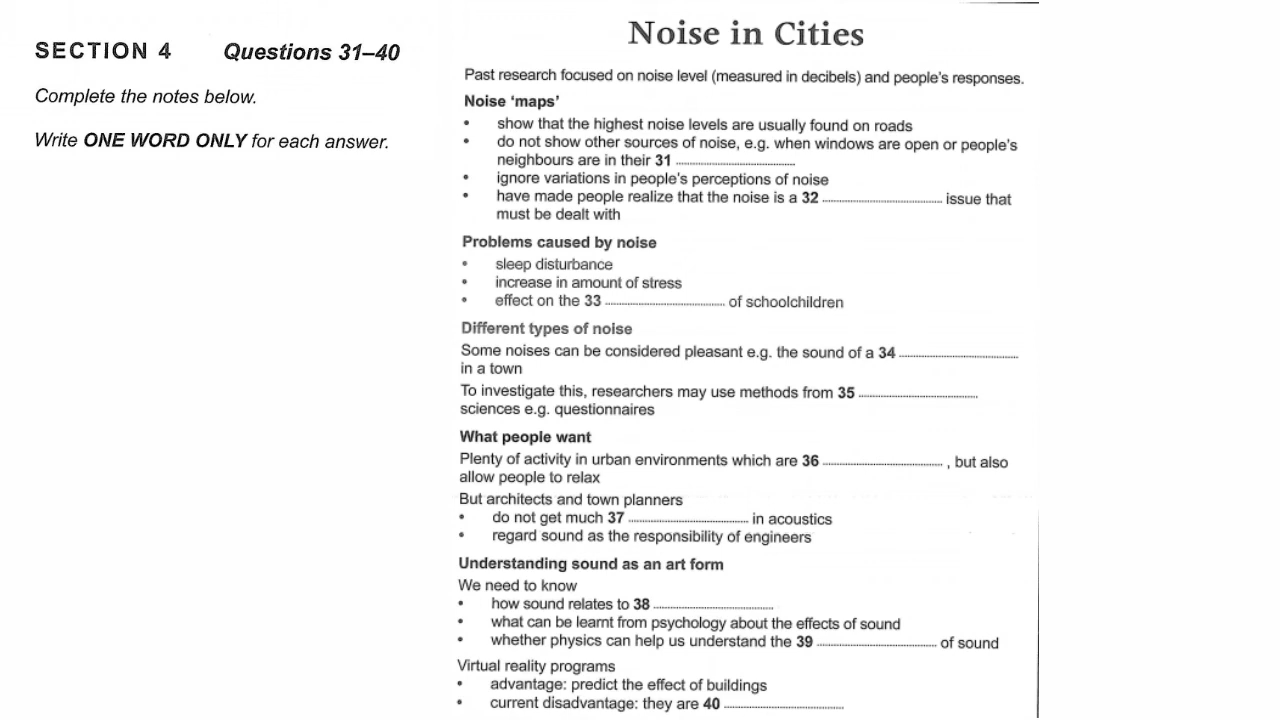 SECTION 4 Questions 31–40
Complete the notes below.
Write ONE WORD ONLY for each answer.
Noise in Cities
Past research focused on noise level (measured in decibels) and people's responses.
Noise 'maps'
• show that the highest noise levels are usually found on roads
• do not show other sources of noise, e.g. when windows are open or people's
neighbours are in their 31 ..............................
• ignore variations in people's perceptions of noise
• have made people realize that the noise is a 32 .............................. issue that
must be dealt with
Problems caused by noise
• sleep disturbance
• increase in amount of stress
• effect on the 33 .............................. of schoolchildren
Different types of noise
Some noises can be considered pleasant e.g. the sound of a 34 ..............................
in a town
To investigate this, researchers may use methods from 35 ..............................
sciences e.g. questionnaires
What people want
Plenty of activity in urban environments which are 36 .............................. , but also
allow people to relax
But architects and town planners
• do not get much 37 .............................. in acoustics
• regard sound as the responsibility of engineers
Understanding sound as an art form
We need to know
• how sound relates to 38 ..............................
• what can be learnt from psychology about the effects of sound
• whether physics can help us understand the 39 .............................. of sound
Virtual reality programs
• advantage: predict the effect of buildings
• current disadvantage: they are 40 ..............................